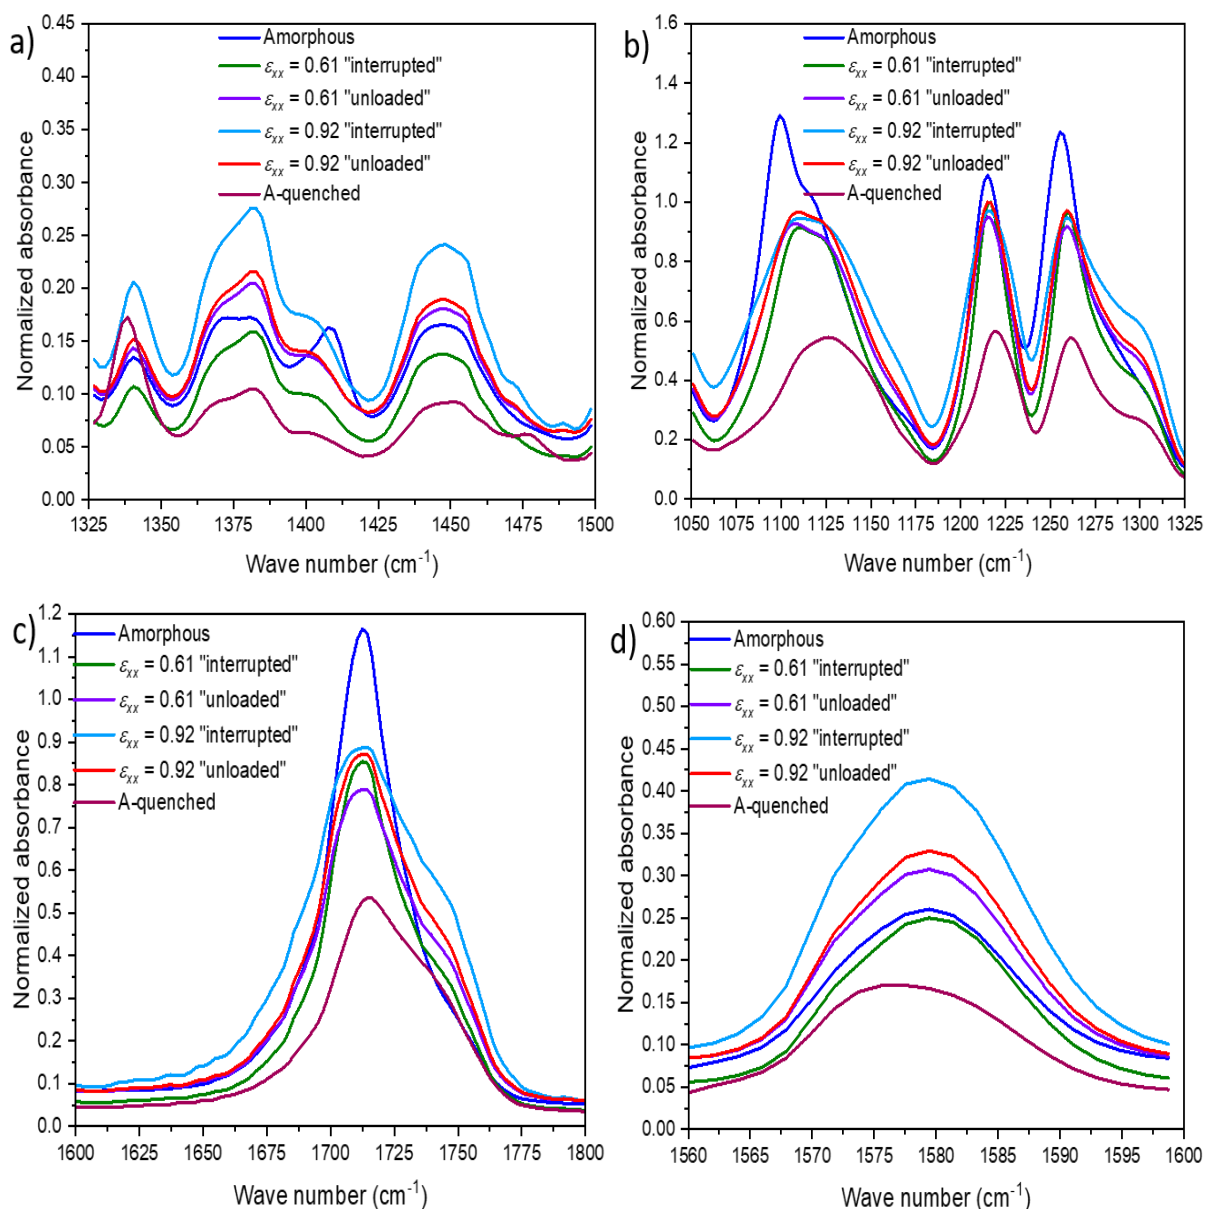 a)
Amorphous
εxx = 0.61 "interrupted"
εxx = 0.61 "unloaded"
εxx = 0.92 "interrupted"
εxx = 0.92 "unloaded"
A-quenched
Normalized absorbance
0.45
0.40
0.35
0.30
0.25
0.20
0.15
0.10
0.05
0.00
1325 1350 1375 1400 1425 1450 1475 1500
Wave number (cm-1)
b)
Amorphous
εxx = 0.61 "interrupted"
εxx = 0.61 "unloaded"
εxx = 0.92 "interrupted"
εxx = 0.92 "unloaded"
A-quenched
Normalized absorbance
1.6
1.4
1.2
1.0
0.8
0.6
0.4
0.2
0.0
1050 1075 1100 1125 1150 1175 1200 1225 1250 1275 1300 1325
Wave number (cm-1)
c)
Amorphous
εxx = 0.61 "interrupted"
εxx = 0.61 "unloaded"
εxx = 0.92 "interrupted"
εxx = 0.92 "unloaded"
A-quenched
Normalized absorbance
1.2
1.1
1.0
0.9
0.8
0.7
0.6
0.5
0.4
0.3
0.2
0.1
0.0
1600 1625 1650 1675 1700 1725 1750 1775 1800
Wave number (cm-1)
d)
Amorphous
εxx = 0.61 "interrupted"
εxx = 0.61 "unloaded"
εxx = 0.92 "interrupted"
εxx = 0.92 "unloaded"
A-quenched
Normalized absorbance
0.60
0.55
0.50
0.45
0.40
0.35
0.30
0.25
0.20
0.15
0.10
0.05
0.00
1560 1565 1570 1575 1580 1585 1590 1595 1600
Wave number (cm-1)